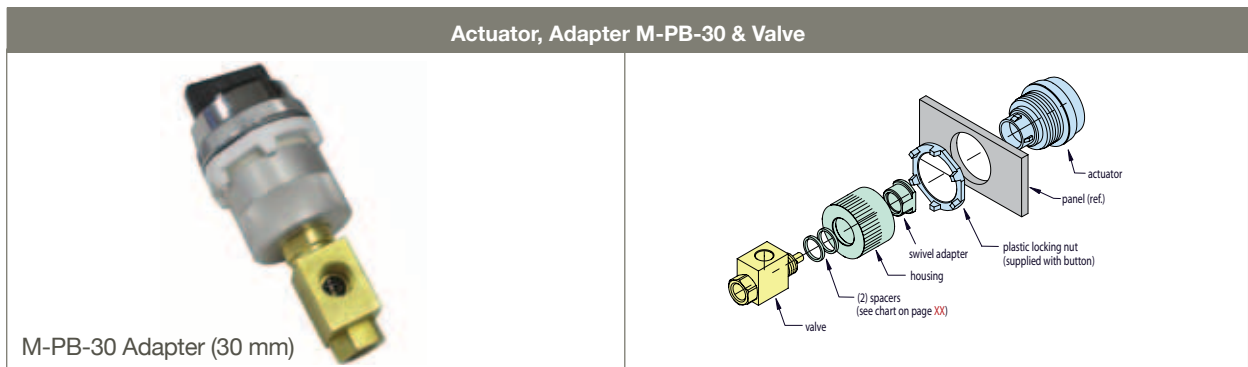 Actuator, Adapter M-PB-30 & Valve
M-PB-30 Adapter (30 mm)
actuator
panel (ref.)
plastic locking nut
(supplied with button)
swivel adapter
housing
(2) spacers
(see chart on page XX)
valve